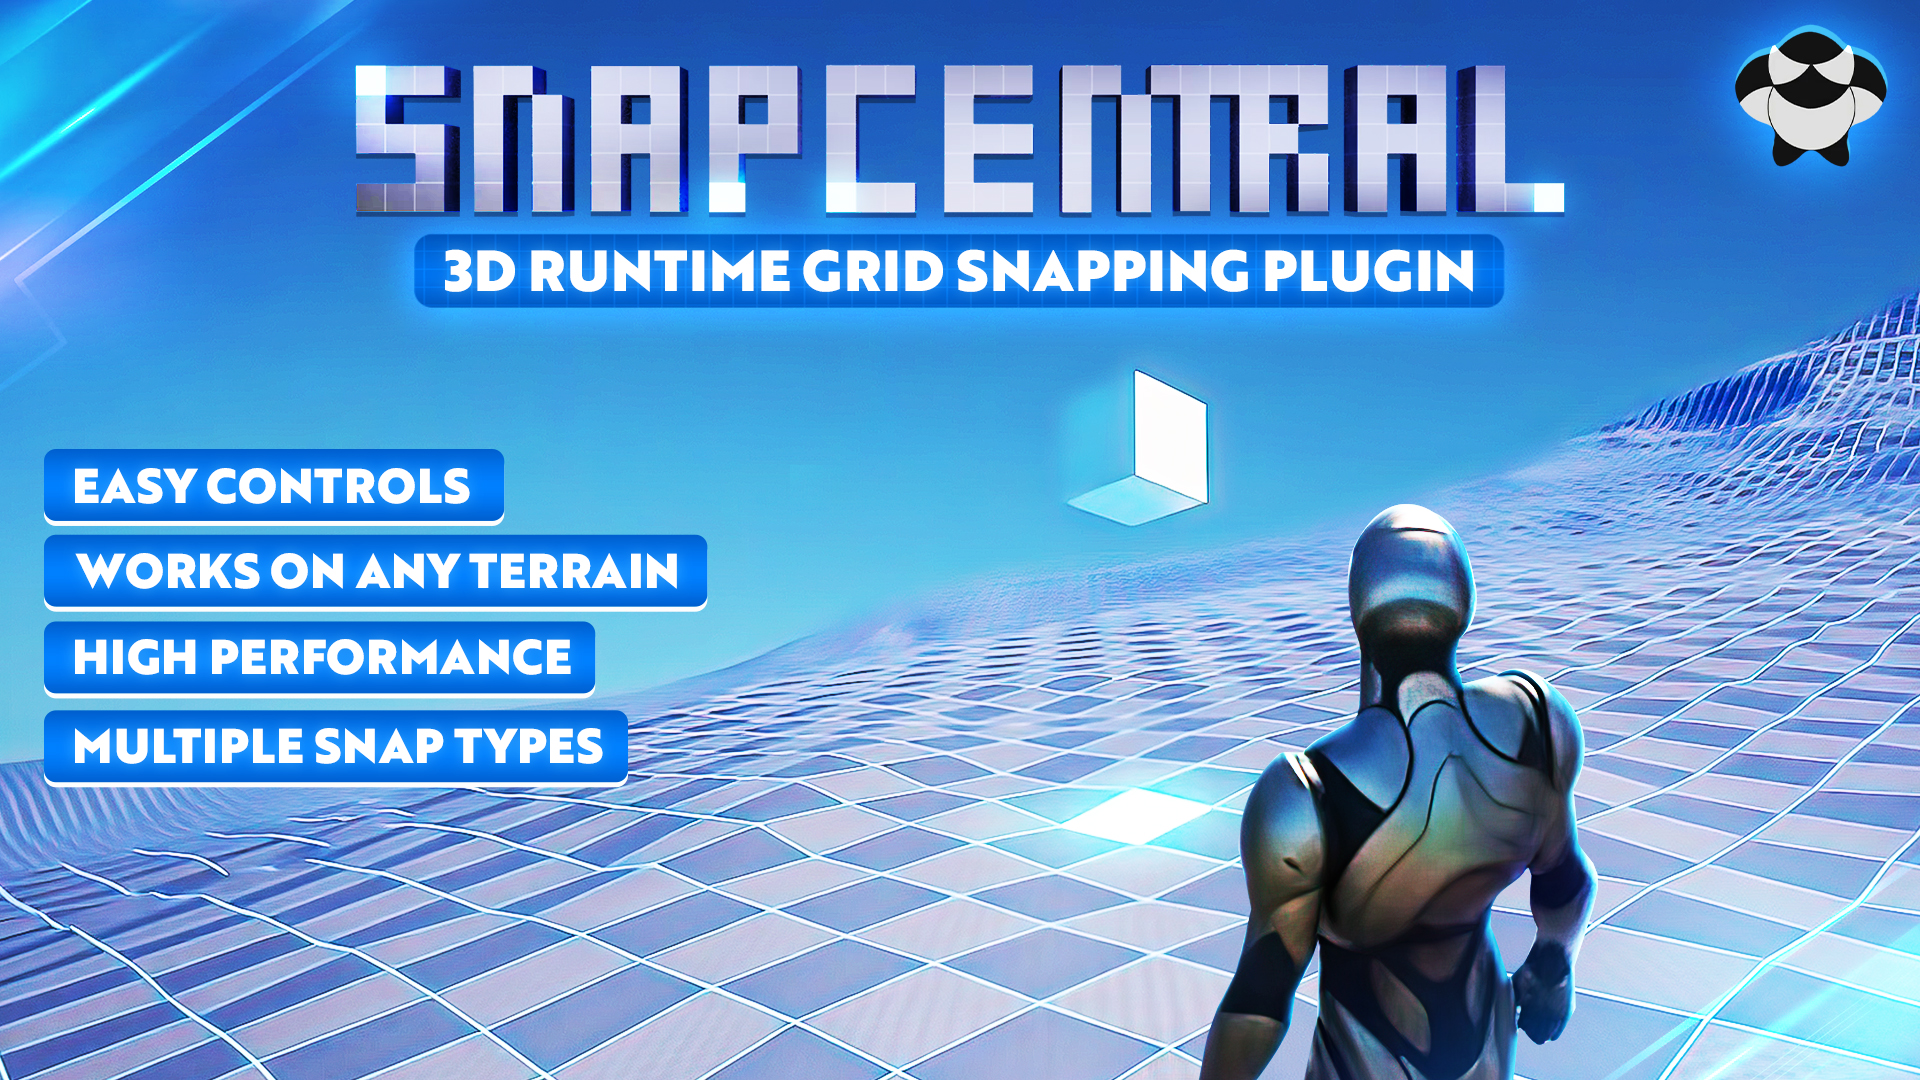 SNAPCENTRAL
3D RUNTIME GRID SNAPPING PLUGIN
EASY CONTROLS
WORKS ON ANY TERRAIN
HIGH PERFORMANCE
MULTIPLE SNAP TYPES